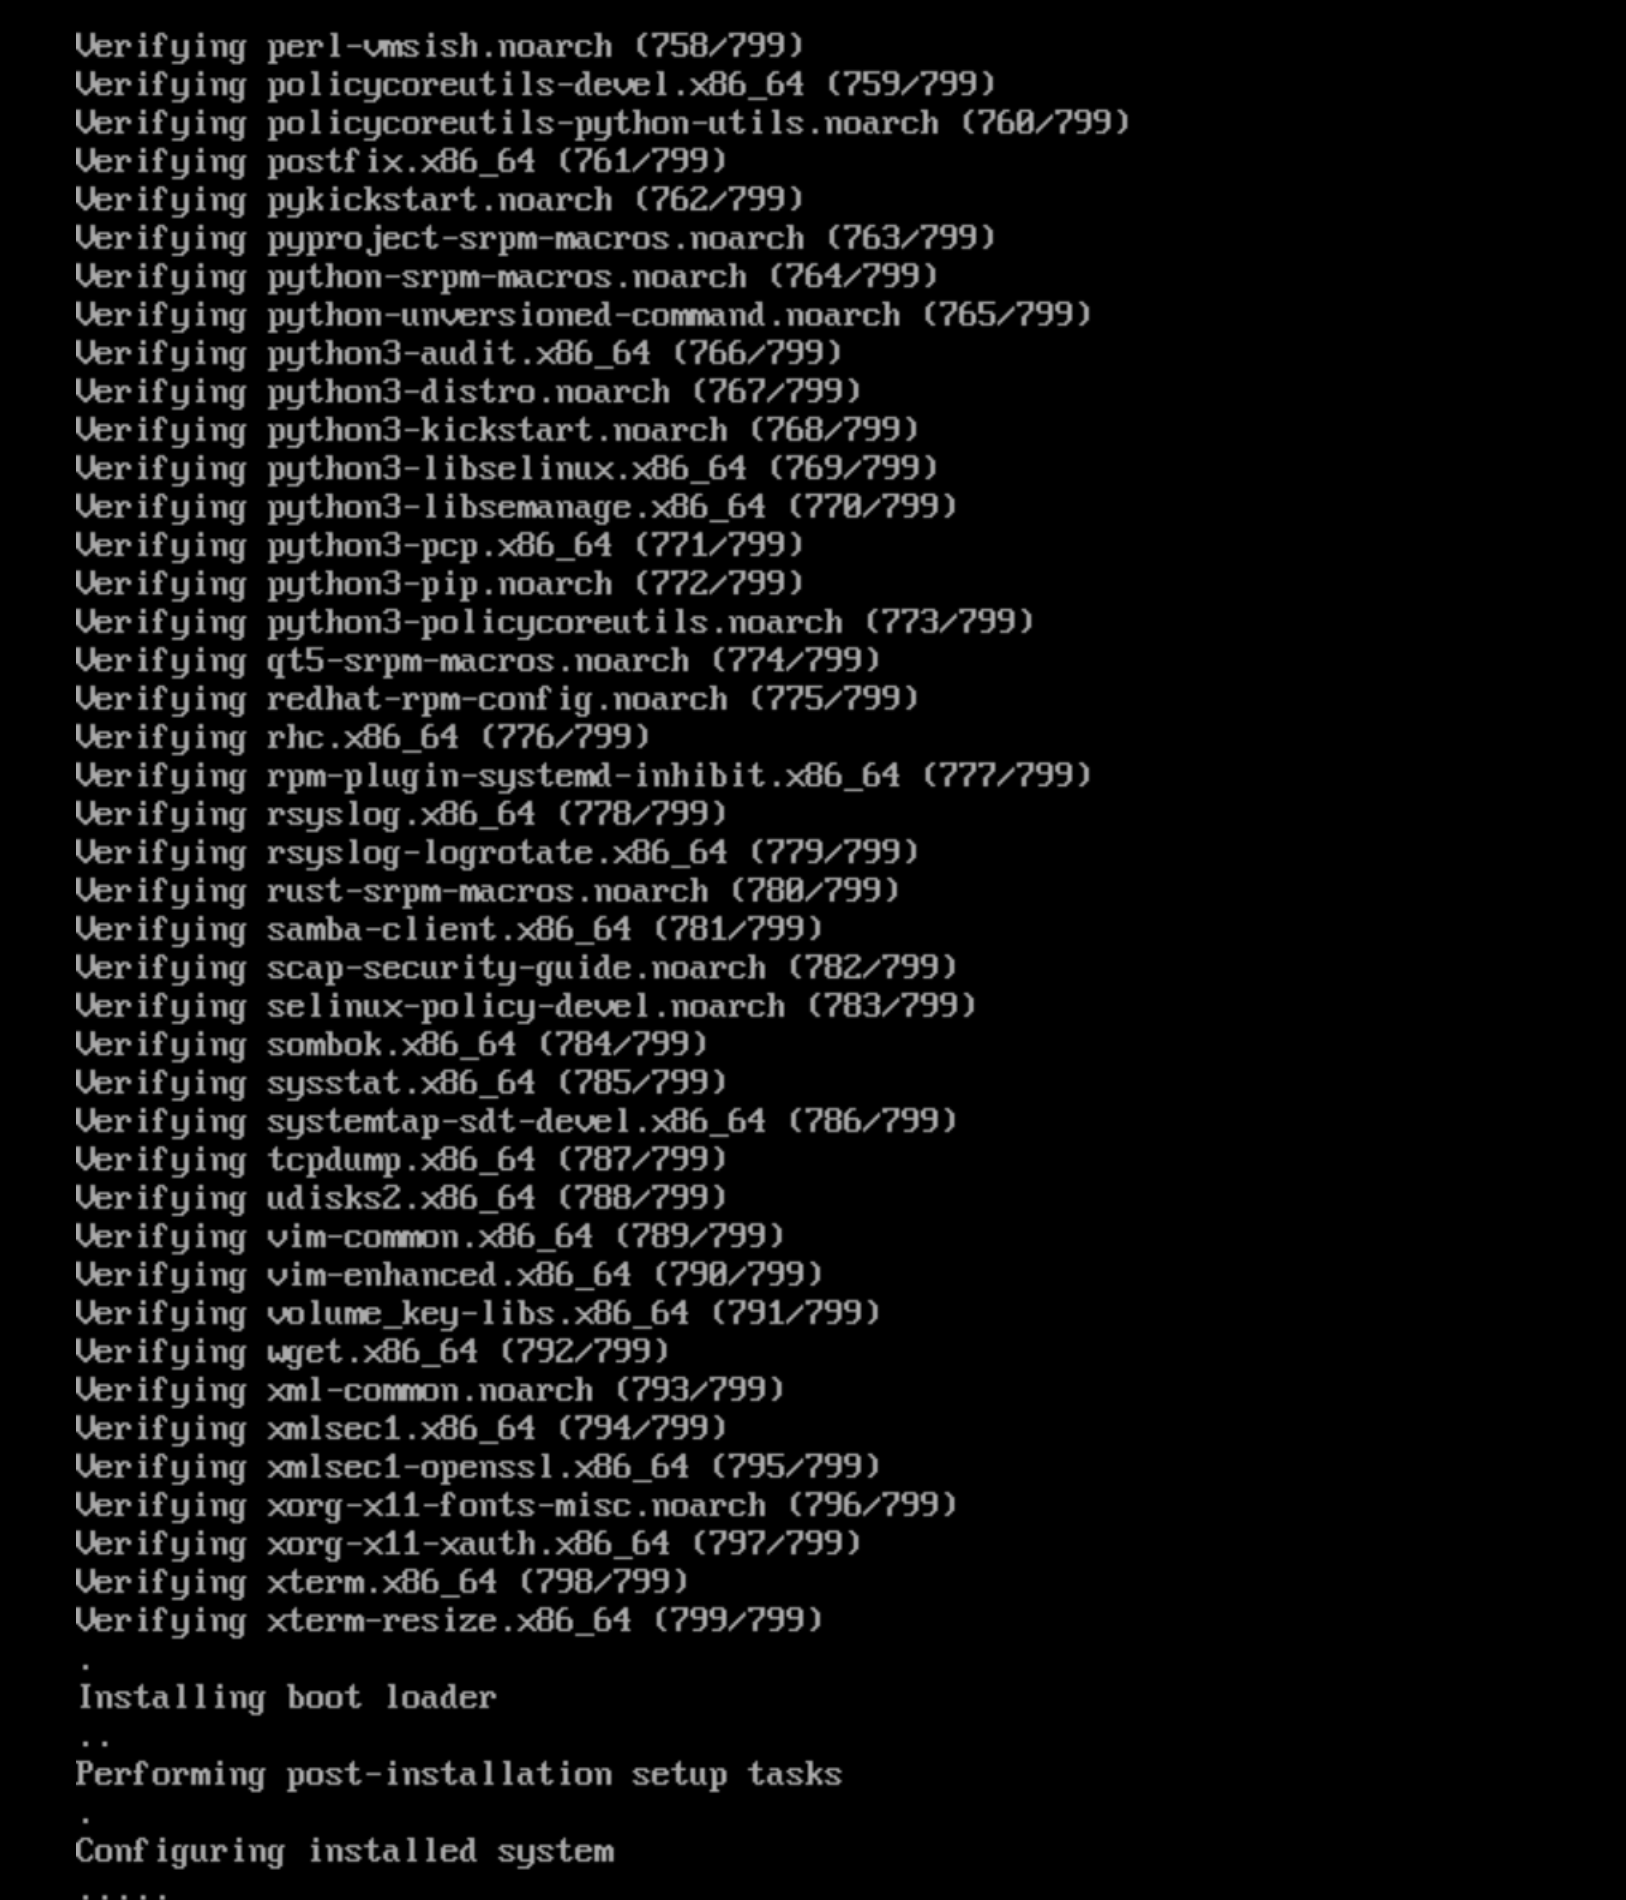 Verifying perl-vmsish.noarch (758/799)
Verifying policycoreutils-devel.x86_64 (759/799)
Verifying policycoreutils-python-utils.noarch (760/799)
Verifying postfix.x86_64 (761/799)
Verifying pykickstart.noarch (762/799)
Verifying pyproject-srpm-macros.noarch (763/799)
Verifying python-srpm-macros.noarch (764/799)
Verifying python-unversioned-command.noarch (765/799)
Verifying python3-audit.x86_64 (766/799)
Verifying python3-distro.noarch (767/799)
Verifying python3-kickstart.noarch (768/799)
Verifying python3-libselinux.x86_64 (769/799)
Verifying python3-libsemanage.x86_64 (770/799)
Verifying python3-pcp.x86_64 (771/799)
Verifying python3-pip.noarch (772/799)
Verifying python3-policycoreutils.noarch (773/799)
Verifying qt5-srpm-macros.noarch (774/799)
Verifying redhat-rpm-config.noarch (775/799)
Verifying rhc.x86_64 (776/799)
Verifying rpm-plugin-systemd-inhibit.x86_64 (777/799)
Verifying rsyslog.x86_64 (778/799)
Verifying rsyslog-logrotate.x86_64 (779/799)
Verifying rust-srpm-macros.noarch (780/799)
Verifying samba-client.x86_64 (781/799)
Verifying scap-security-guide.noarch (782/799)
Verifying selinux-policy-devel.noarch (783/799)
Verifying sombok.x86_64 (784/799)
Verifying sysstat.x86_64 (785/799)
Verifying systemtap-sdt-devel.x86_64 (786/799)
Verifying tcpdump.x86_64 (787/799)
Verifying udisks2.x86_64 (788/799)
Verifying vim-common.x86_64 (789/799)
Verifying vim-enhanced.x86_64 (790/799)
Verifying volume_key-libs.x86_64 (791/799)
Verifying wget.x86_64 (792/799)
Verifying xml-common.noarch (793/799)
Verifying xmlsec1.x86_64 (794/799)
Verifying xmlsec1-openssl.x86_64 (795/799)
Verifying xorg-x11-fonts-misc.noarch (796/799)
Verifying xorg-x11-xauth.x86_64 (797/799)
Verifying xterm.x86_64 (798/799)
Verifying xterm-resize.x86_64 (799/799)
.
Installing boot loader
..
Performing post-installation setup tasks
.
Configuring installed system
.....